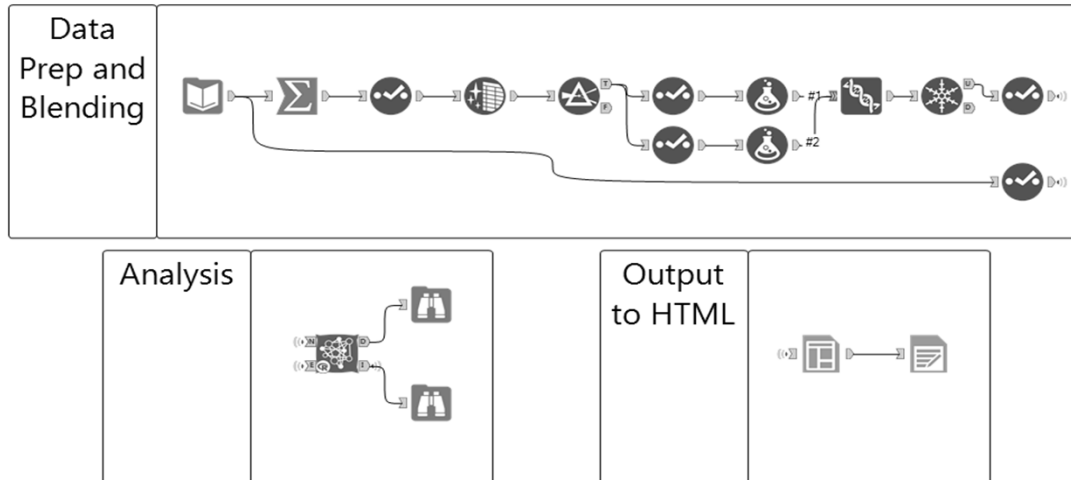 Data
Prep and
Blending
T
F
#1
#2
U
D
Analysis
N
D
E
I
Output
to HTML